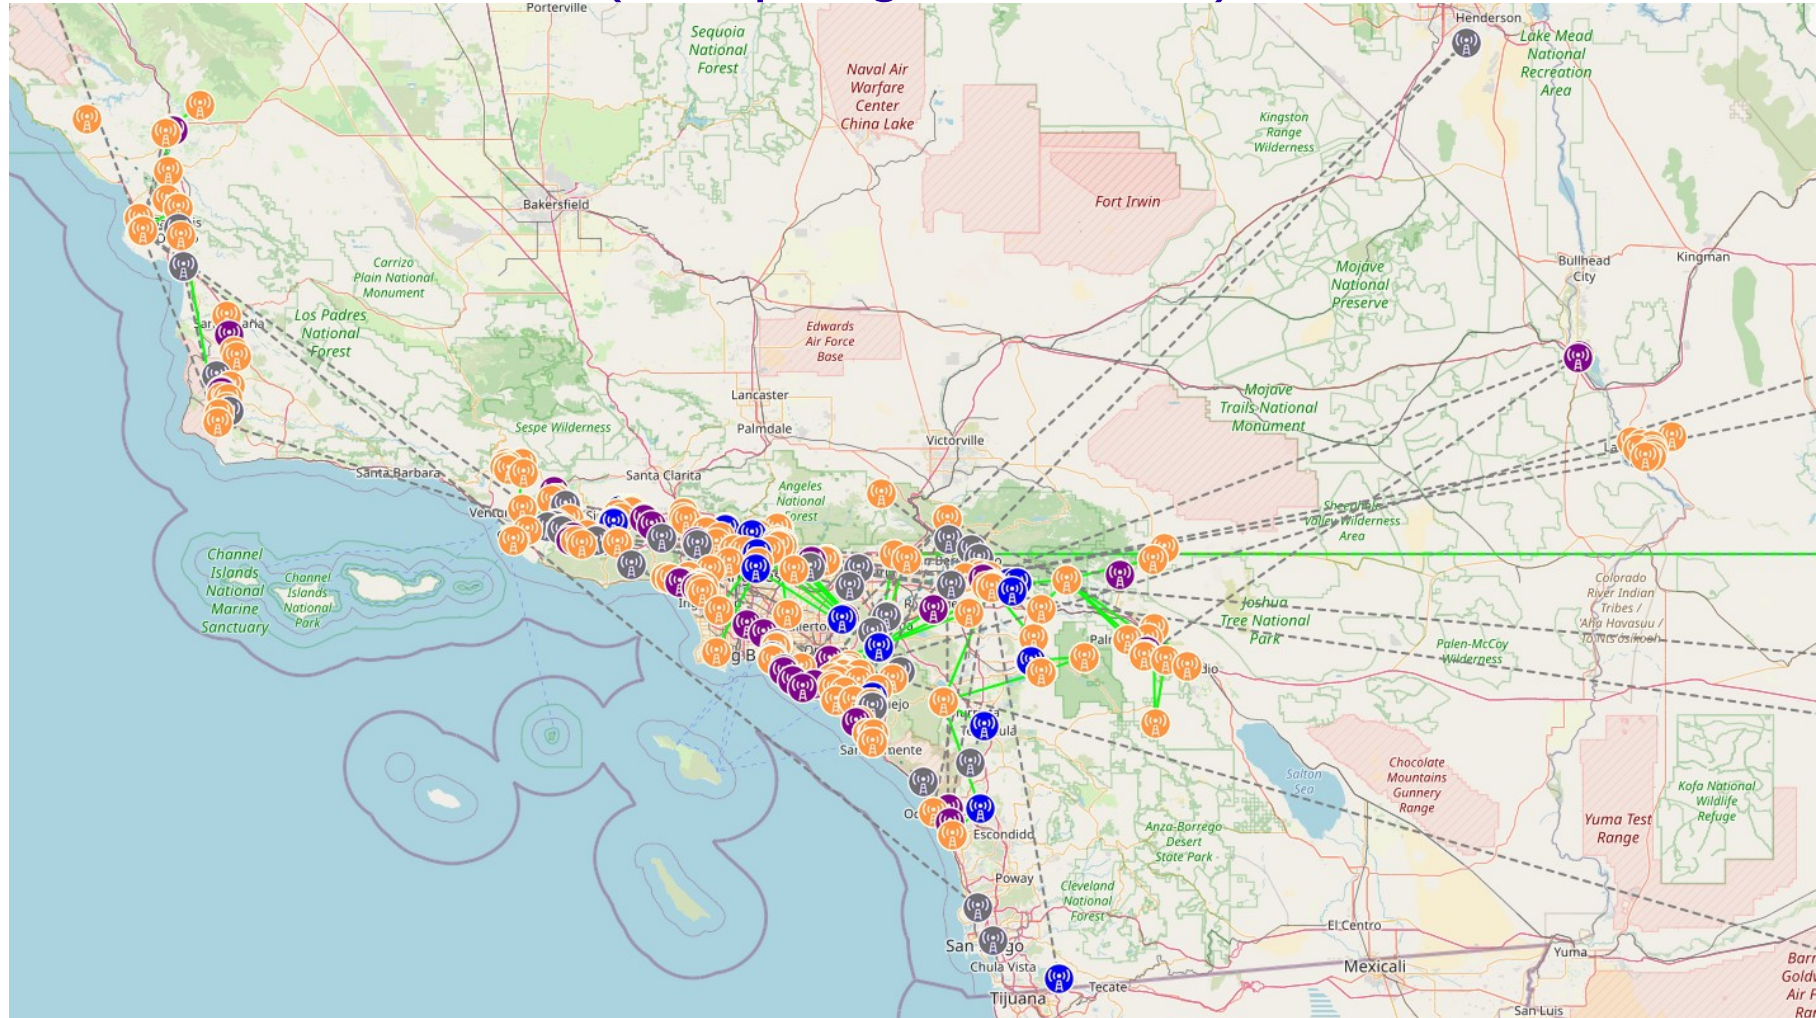 Porterville
Henderson
Sequoia
National
Forest
Lake Mead
National
Recreation
Area
Naval Air
Warfare
Center
China Lake
Kingston
Range
Wilderness
Fort Irwin
Bakersfield
Carrizo
Plain National
Monument
Bullhead
City
Kingman
Mojave
National
Preserve
Los Padres
National
Forest
Edwards
Air Force
Base
Lancaster
Palmdale
Mojave
Trails National
Monument
Sespe Wilderness
Victorville
Santa Barbara
Santa Clarita
Angeles
National
Forest
Valley Wilderness
Area
Channel
Islands
National
Marine
Sanctuary
Channel
Islands
National
Park
Colorado
River Indian
Tribes /
Joshua
Tree National
Park
Palen-McCoy
Wilderness
Salton
Sea
Chocolate
Mountains
Gunnery
Range
Kofa National
Wildlife
Refuge
Yuma Test
Range
Escondido
Anza-Borrego
Desert
State Park
Poway
Cleveland
National
Forest
El Centro
San
Chula Vista
Mexicali
Yuma
Tijuana
Tecate
San Luis